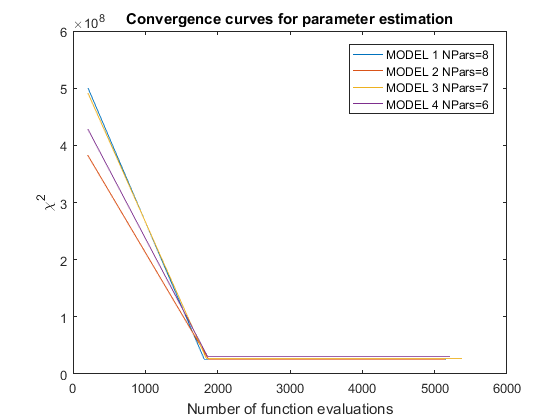 Convergence curves for parameter estimation
×10^8
6
5
4
3
2
1
0
χ^2
0 1000 2000 3000 4000 5000 6000
Number of function evaluations
MODEL 1 NPars=8
MODEL 2 NPars=8
MODEL 3 NPars=7
MODEL 4 NPars=6